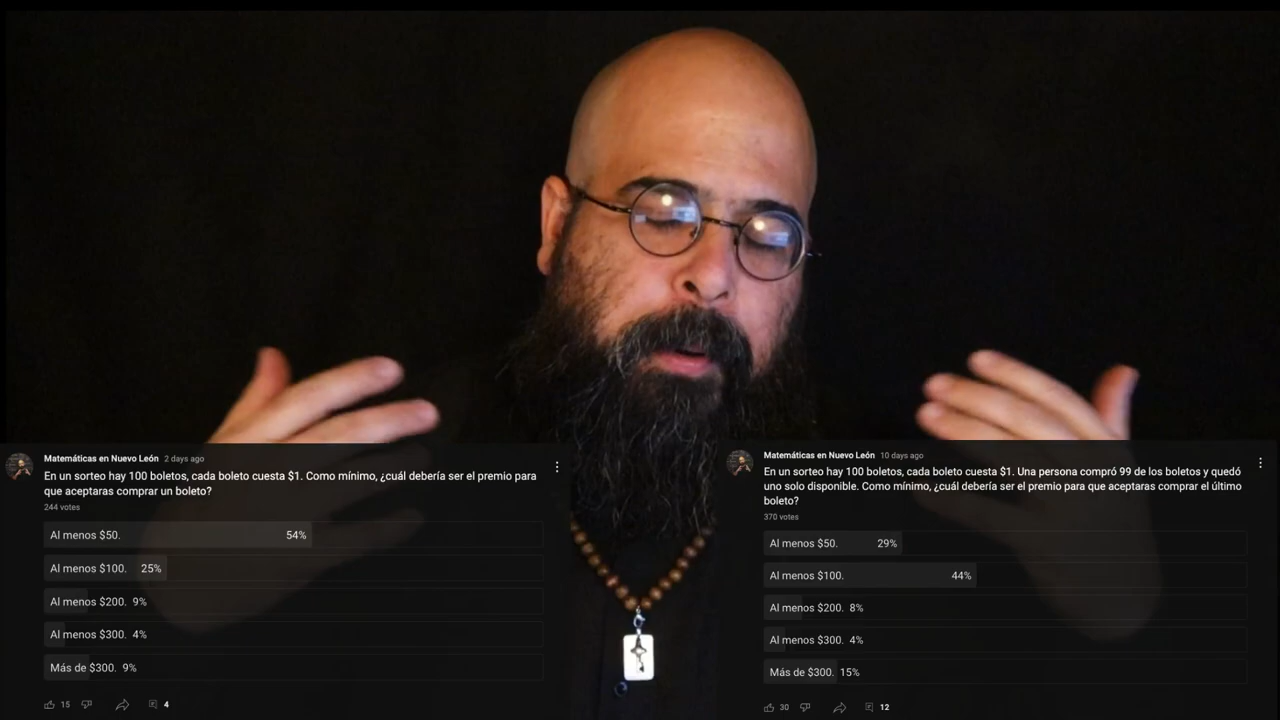 Matemáticas en Nuevo León 2 days ago
En un sorteo hay 100 boletos, cada boleto cuesta $1. Como mínimo, ¿cuál debería ser el premio para
que aceptaras comprar un boleto?
244 votes
Al menos $50. 54%
Al menos $100. 25%
Al menos $200. 9%
Al menos $300. 4%
Más de $300. 9%
15 4
Matemáticas en Nuevo León 10 days ago
En un sorteo hay 100 boletos, cada boleto cuesta $1. Una persona compró 99 de los boletos y quedó
uno solo disponible. Como mínimo, ¿cuál debería ser el premio para que aceptaras comprar el último
boleto?
370 votes
Al menos $50. 29%
Al menos $100. 44%
Al menos $200. 8%
Al menos $300. 4%
Más de $300. 15%
30 12